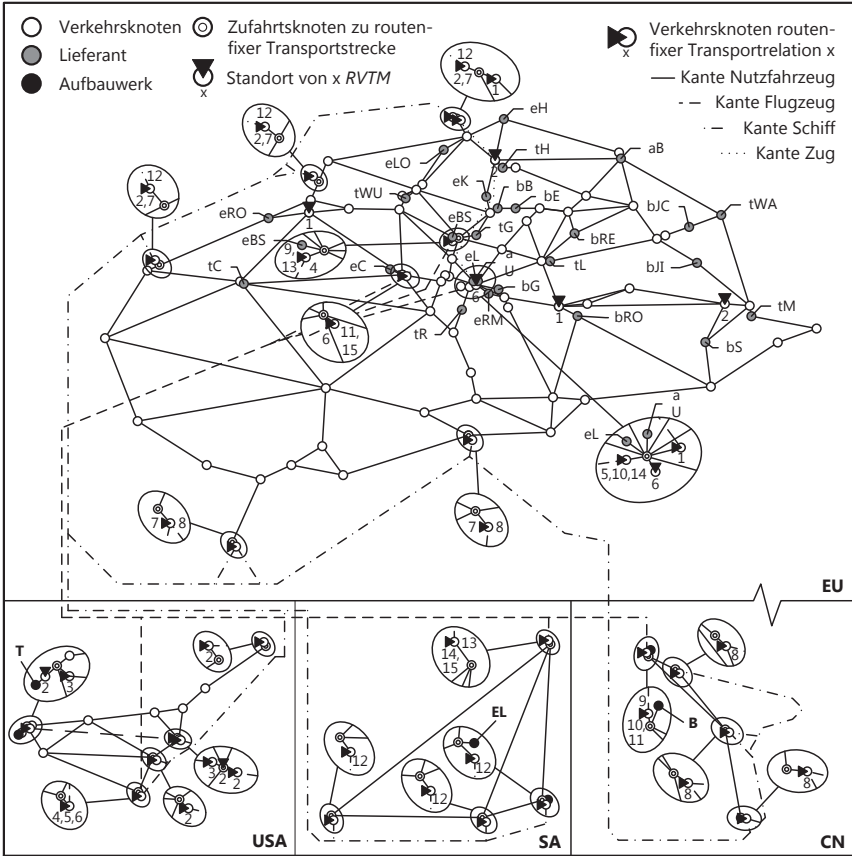 Verkehrsknoten
Lieferant
Aufbauwerk
Zufahrtsknoten zu routen-
fixer Transportstrecke
x
Standort von x RVTM
x
Verkehrsknoten routen-
fixer Transportrelation x
Kante Nutzfahrzeug
Kante Flugzeug
Kante Schiff
Kante Zug
12
2,7
1
12
2,7
12
2,7
eH
eLO
tH
aB
eK
bB
bE
tWU
eRO
1
eBS
tG
bJC
tWA
eBS
9,
13
4
bRE
a
U
eL
tC
eC
tL
bJI
6
bG
6
11,
15
tR
eRM
1
bRO
2
tM
bS
a
U
eL
1
5,10,14
6
7
8
7
8
EU
T
2
3
2
3
2
2
4,5,6
2
USA
13
14,
15
EL
12
12
12
SA
8
9
10,
11
B
8
8
CN